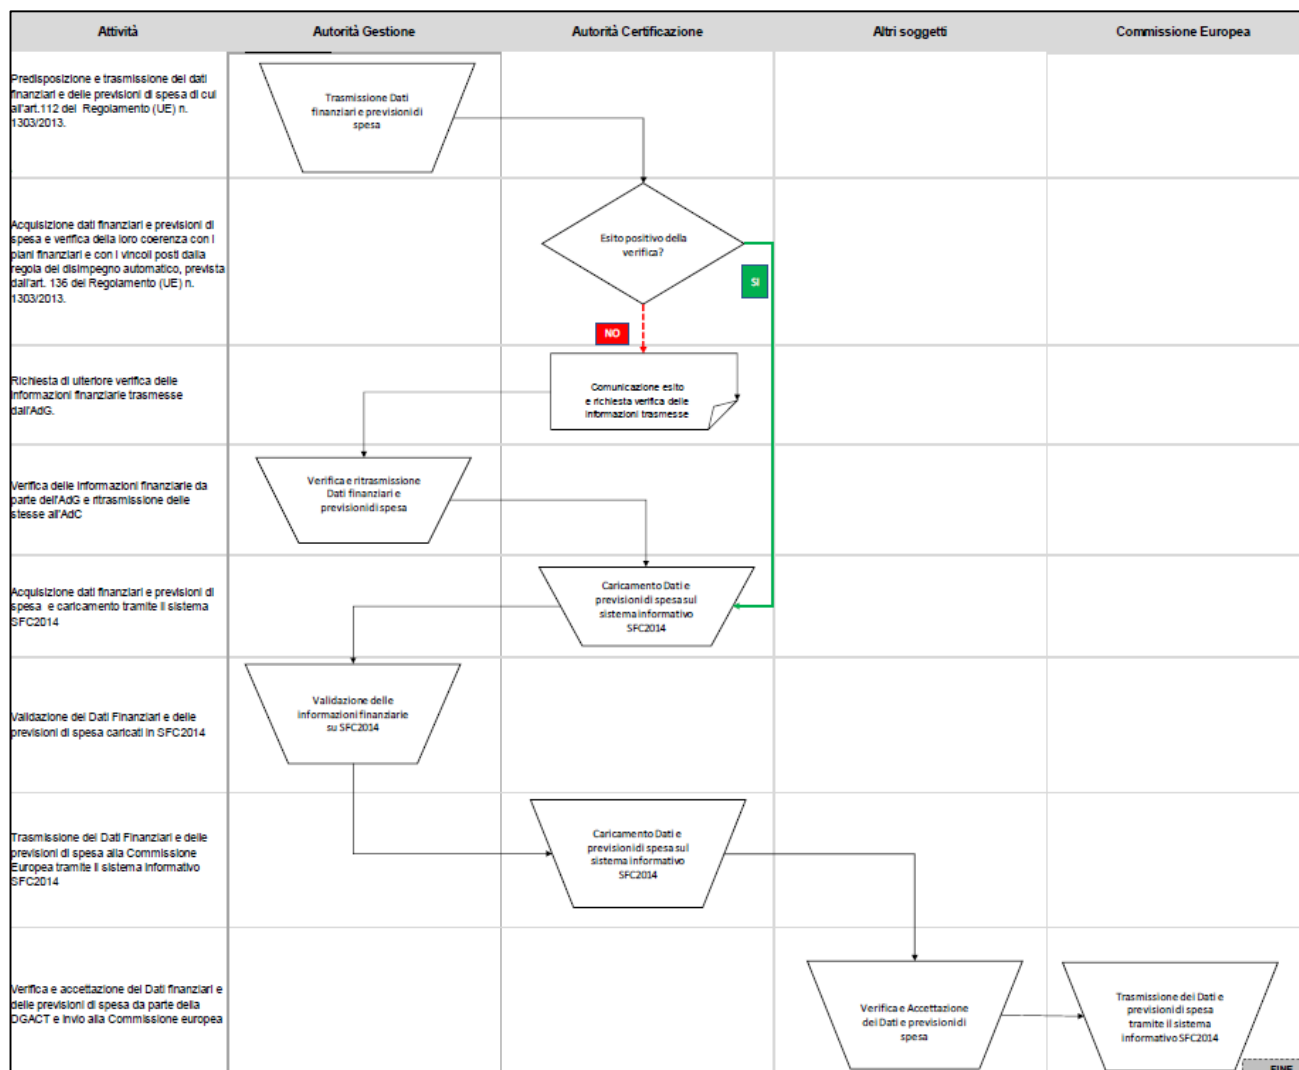 Attività
Autorità Gestione
Autorità Certificazione
Altri soggetti
Commissione Europea
Predisposizione e trasmissione dei dati
finanziari e delle previsioni di spesa di cui
all'art.112 del Regolamento (UE) n.
1303/2013.
Trasmissione Dati
finanziari e previsioni di
spesa
Acquisizione dati finanziari e previsioni di
spesa e verifica della loro coerenza con i
piani finanziari e con i vincoli posti dalla
regola del disimpegno automatico, prevista
dall'art. 136 del Regolamento (UE) n.
1303/2013.
Esito positivo della
verifica?
SI
NO
Richiesta di ulteriore verifica delle
informazioni finanziarie trasmesse
dall'AdG.
Comunicazione esito
e richiesta verifica delle
informazioni trasmesse
Verifica delle informazioni finanziarie da
parte dell'AdG e ritrasmissione delle
stesse all'AdC
Verifica e ritrasmissione
Dati finanziari e
previsioni di spesa
Acquisizione dati finanziari e previsioni di
spesa e caricamento tramite il sistema
SFC2014
Caricamento Dati e
previsioni di spesa sul
sistema informativo
SFC2014
Validazione dei Dati Finanziari e delle
previsioni di spesa caricati in SFC2014
Validazione delle
informazioni finanziarie
su SFC2014
Trasmissione dei Dati Finanziari e delle
previsioni di spesa alla Commissione
Europea tramite il sistema informativo
SFC2014
Caricamento Dati e
previsioni di spesa sul
sistema informativo
SFC2014
Verifica e accettazione dei Dati finanziari e
delle previsioni di spesa da parte della
DGACT e invio alla Commissione europea
Verifica e Accettazione
dei Dati e previsioni di
spesa
Trasmissione dei Dati e
previsioni di spesa
tramite il sistema
informativo SFC2014
FINE